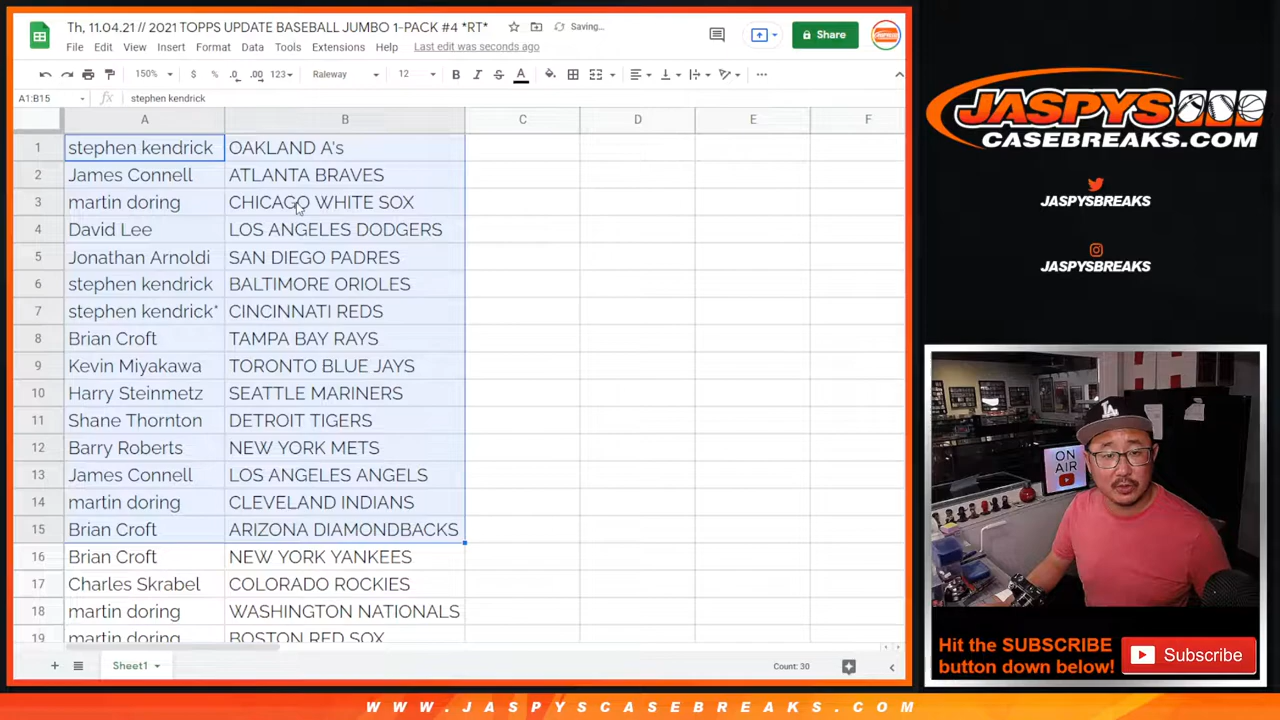 Th, 11.04.21 // 2021 TOPPS UPDATE BASEBALL JUMBO 1-PACK #4 *RT*
Saving...
File Edit View Insert Format Data Tools Extensions Help Last edit was seconds ago
Share
150% $ % .0 .00 123 Raleway 12 B I S A
A1:B15 fx stephen kendrick
A B C D E F
1 stephen kendrick OAKLAND A's
2 James Connell ATLANTA BRAVES
3 martin doring CHICAGO WHITE SOX
4 David Lee LOS ANGELES DODGERS
5 Jonathan Arnoldi SAN DIEGO PADRES
6 stephen kendrick BALTIMORE ORIOLES
7 stephen kendrick* CINCINNATI REDS
8 Brian Croft TAMPA BAY RAYS
9 Kevin Miyakawa TORONTO BLUE JAYS
10 Harry Steinmetz SEATTLE MARINERS
11 Shane Thornton DETROIT TIGERS
12 Barry Roberts NEW YORK METS
13 James Connell LOS ANGELES ANGELS
14 martin doring CLEVELAND INDIANS
15 Brian Croft ARIZONA DIAMONDBACKS
16 Brian Croft NEW YORK YANKEES
17 Charles Skrabel COLORADO ROCKIES
18 martin doring WASHINGTON NATIONALS
19 martin doring BOSTON RED SOX
Sheet1
Count: 30
JASPYS
CASEBREAKS.COM
JASPYSBREAKS
JASPYSBREAKS
ON
AIR
LA
Hit the SUBSCRIBE
button down below!
Subscribe
WWW.JASPYSCASEBREAKS.COM